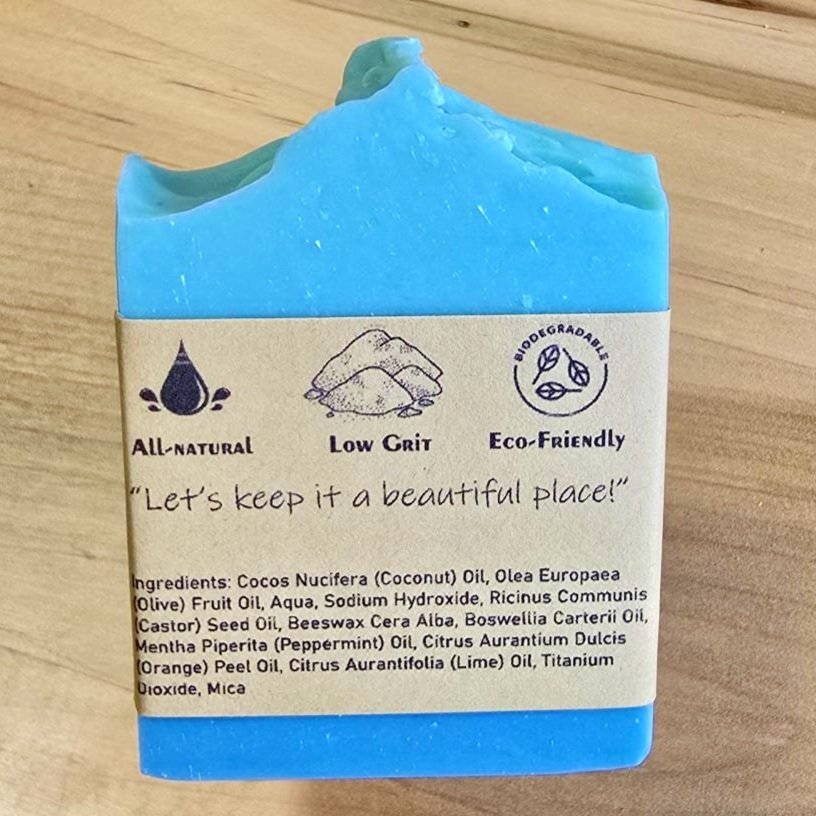 BIODEGRADABLE
All-natural
Low Grit
Eco-Friendly
"Let's keep it a beautiful place!"
Ingredients: Cocos Nucifera (Coconut) Oil, Olea Europaea
(Olive) Fruit Oil, Aqua, Sodium Hydroxide, Ricinus Communis
(Castor) Seed Oil, Beeswax Cera Alba, Boswellia Carterii Oil,
Mentha Piperita (Peppermint) Oil, Citrus Aurantium Dulcis
(Orange) Peel Oil, Citrus Aurantifolia (Lime) Oil, Titanium
Dioxide, Mica